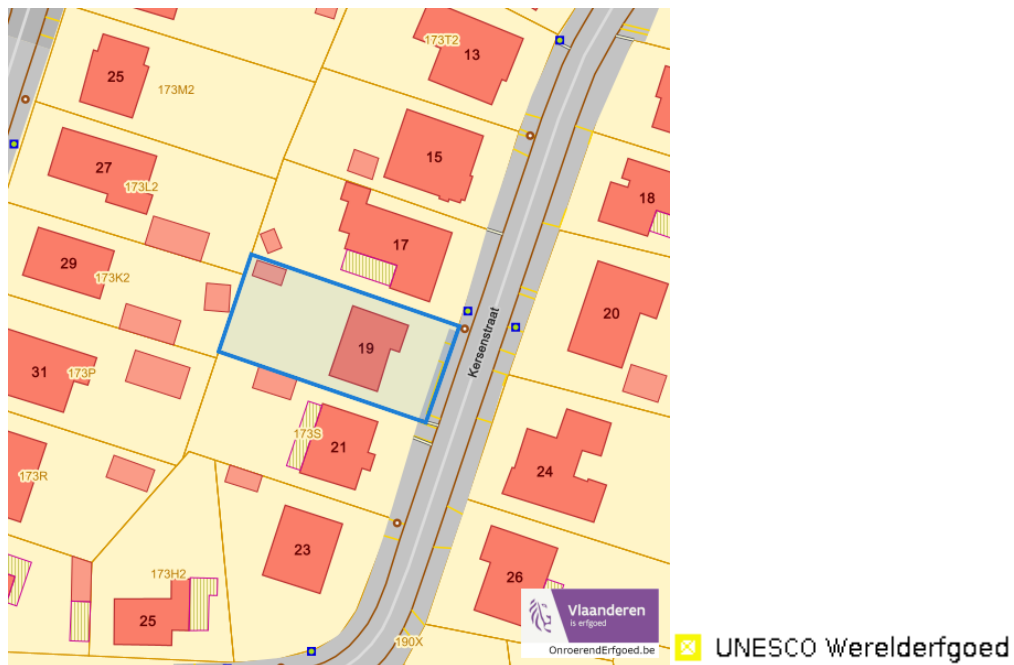 173T2
13
25
173M2
15
27
173L2
18
17
29
173K2
20
Kersenstraat
19
31
173P
173S
21
24
173R
23
173H2
26
25
190X
Vlaanderen
is erfgoed
OnroerendErfgoed.be
UNESCO Werelderfgoed